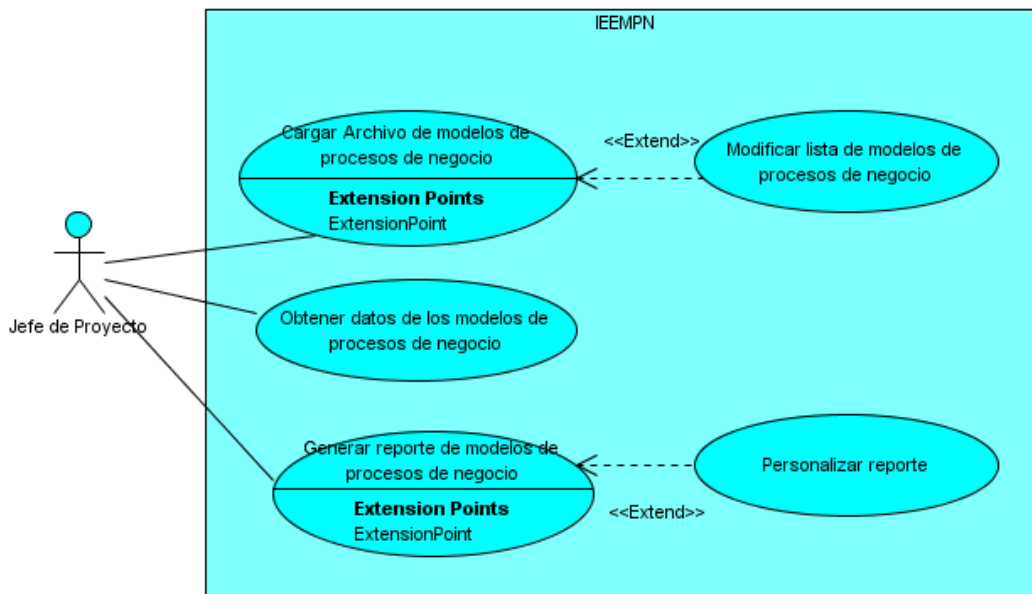 IEEMPN
Cargar Archivo de modelos de
procesos de negocio
Extension Points
ExtensionPoint
<<Extend>>
Modificar lista de modelos de
procesos de negocio
Jefe de Proyecto
Obtener datos de los modelos de
procesos de negocio
Generar reporte de modelos de
procesos de negocio
Extension Points
ExtensionPoint
<<Extend>>
Personalizar reporte